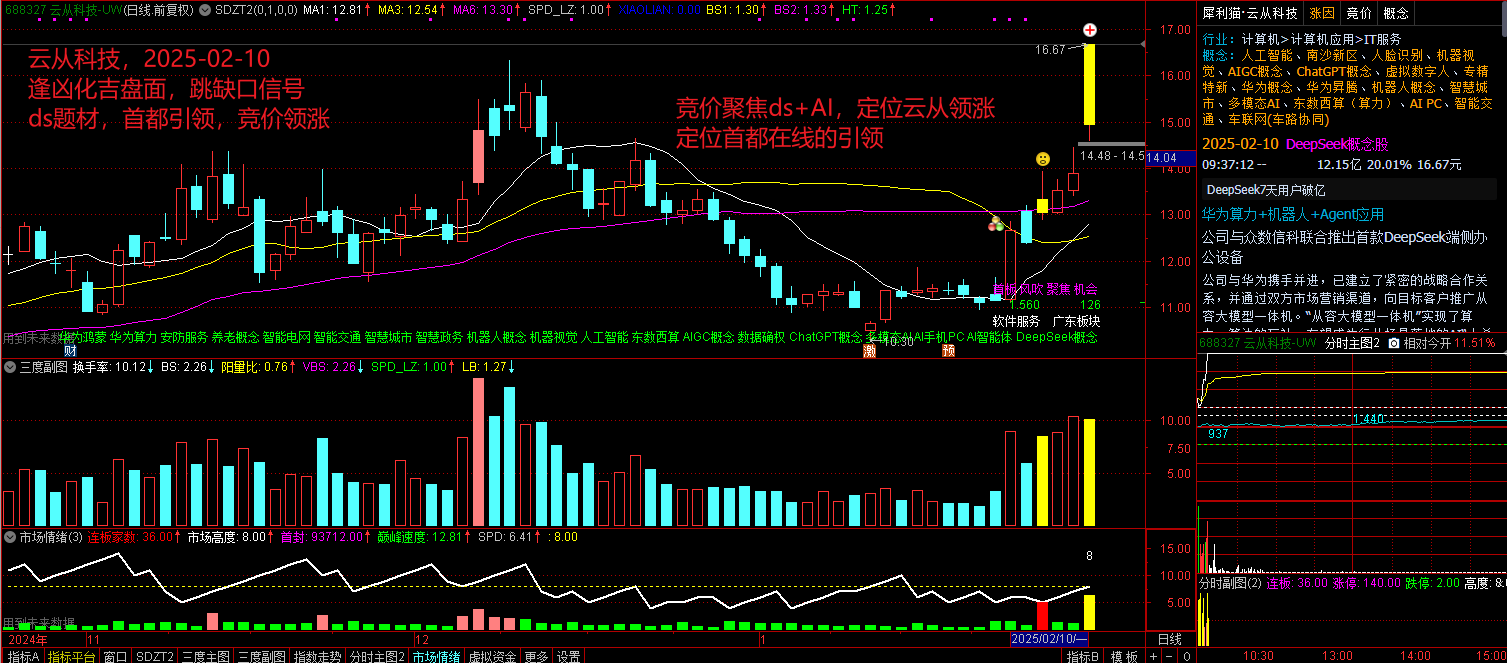 688327 云从科技-UW(日线.前复权) SDZT2(0,1,0,0) MA1: 12.81↑ MA3: 12.54↑ MA6: 13.30↑ SPD_LZ: 1.00↑ XIAOLIAN: 0.00 BS1: 1.30↑ BS2: 1.33↑ HT: 1.25↑
云从科技，2025-02-10
逢凶化吉盘面，跳缺口信号
ds题材，首都引领，竞价领涨
竞价聚焦ds+AI，定位云从领涨
定位首都在线的引领
16.67
14.48 - 14.5
17.00
16.00
15.00
14.04
14.00
13.00
12.00
11.00
首板 风吹 聚焦 机会
1.560
126
软件服务 广东板块
华为鸿蒙 华为算力 安防服务 养老概念 智能电网 智能交通 智慧城市 智慧政务 机器人概念 机器视觉 人工智能 东数西算 AIGC概念 数据确权 ChatGPT概念 多模态AI AI手机PC AI智能体 DeepSeek概念
财
激
10.30
预
三度副图 换手率: 10.12↓ BS: 2.26↓ 阳量比: 0.76↑ VBS: 2.26↓ SPD_LZ: 1.00↑ LB: 1.27↓
10.00
7.50
5.00
市场情绪(3) 连板家数: 36.00↑ 市场高度: 8.00↑ 首封: 93712.00↑ 巅峰速度: 12.81↑ SPD: 6.41↑ : 8.00
8
15.00
10.00
5.00
用到未来数据
2024年
11
12
1
2025/02/10/一
日线
指标A 指标平台 窗口 SDZT2 三度主图 三度副图 指数走势 分时主图2 市场情绪 虚拟资金 更多 设置
指标B 模板 + - 0
犀利猫·云从科技 涨因 竞价 概念
行业: 计算机>计算机应用>IT服务
概念: 人工智能、南沙新区、人脸识别、机器视
觉、AIGC概念、ChatGPT概念、虚拟数字人、专精
特新、华为概念、华为昇腾、机器人概念、智慧城
市、多模态AI、东数西算（算力）、AI PC、智能交
通、车联网(车路协同)
2025-02-10 DeepSeek概念股
09:37:12 -- 12.15亿 20.01% 16.67元
DeepSeek7天用户破亿
华为算力+机器人+Agent应用
公司与众数信科联合推出首款DeepSeek端侧办
公设备
公司与华为携手并进，已建立了紧密的战略合作关
系，并通过双方市场营销渠道，向目标客户推广从
容大模型一体机。“从容大模型一体机”实现了算
688327 云从科技-UW 分时主图2 相对今开 11.51%
1.440
937
分时副图(2) 连板: 36.00 涨停: 140.00 跌停: 2.00 高度: 8.
10:30 13:00 14:00 15:00